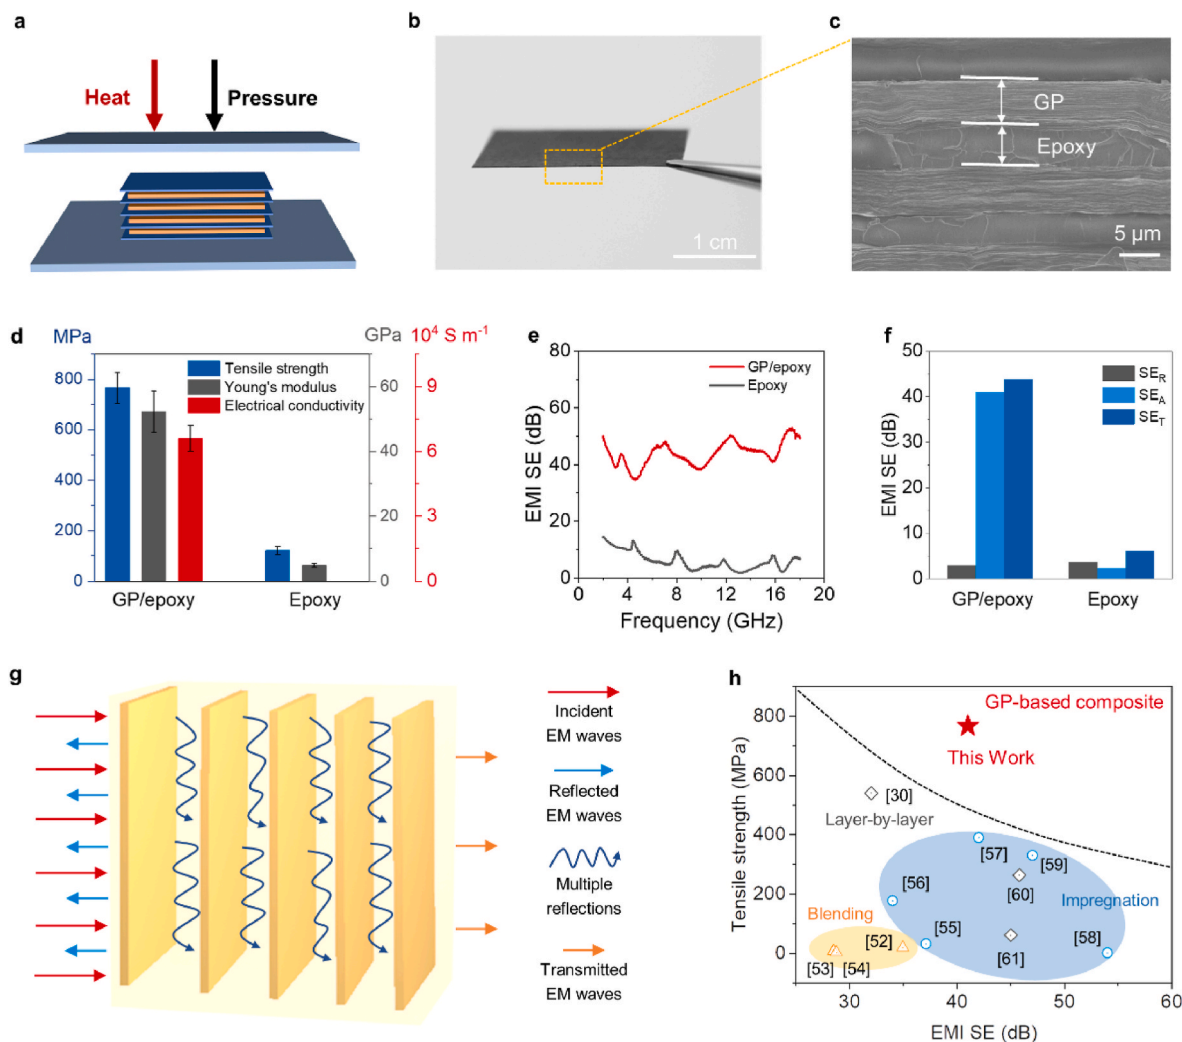 a
Heat
Pressure
b
1 cm
c
GP
Epoxy
5 μm
d
MPa
GPa
10⁴ S m⁻¹
Tensile strength
Young's modulus
Electrical conductivity
800
600
400
200
0
60
40
20
0
9
6
3
0
GP/epoxy
Epoxy
e
GP/epoxy
Epoxy
EMI SE (dB)
80
60
40
20
0
0
4
8
12
16
20
Frequency (GHz)
f
SE_R
SE_A
SE_T
EMI SE (dB)
50
40
30
20
10
0
GP/epoxy
Epoxy
g
Incident
EM waves
Reflected
EM waves
Multiple
reflections
Transmitted
EM waves
h
GP-based composite
This Work
[30]
Layer-by-layer
[57]
[59]
[56]
[60]
Impregnation
Blending
[55]
[52]
[58]
[53]
[54]
[61]
Tensile strength (MPa)
800
600
400
200
0
30
40
50
60
EMI SE (dB)